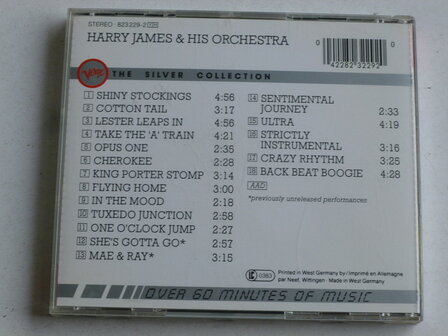 STEREO · 823 229-2
HARRY JAMES & HIS ORCHESTRA
0 0
42282 32292
Verve THE SILVER COLLECTION
1 SHINY STOCKINGS 4:56
2 COTTON TAIL 3:17
3 LESTER LEAPS IN 4:56
4 TAKE THE 'A' TRAIN 4:21
5 OPUS ONE 2:35
6 CHEROKEE 2:28
7 KING PORTER STOMP 3:14
8 FLYING HOME 3:00
9 IN THE MOOD 2:18
10 TUXEDO JUNCTION 2:58
11 ONE O'CLOCK JUMP 2:27
12 SHE'S GOTTA GO* 2:57
13 MAE & RAY* 3:15
14 SENTIMENTAL
JOURNEY 2:33
15 ULTRA 4:19
16 STRICTLY
INSTRUMENTAL 3:16
17 CRAZY RHYTHM 3:25
18 BACK BEAT BOOGIE 4:28
AAD
*previously unreleased performances
LC 0383
Printed in West Germany by / Imprimé en Allemagne
par Neef, Wittingen · Made in West Germany
OVER 60 MINUTES OF MUSIC